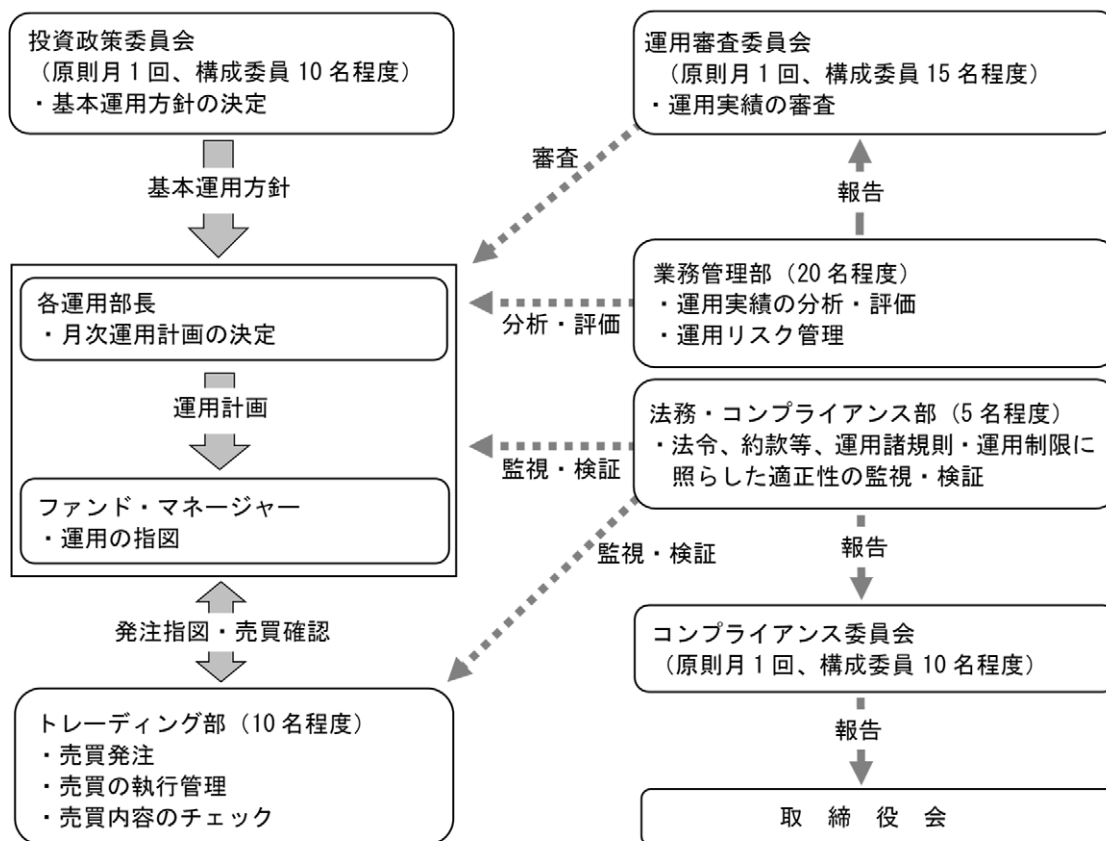 投資政策委員会
（原則月1回、構成委員10名程度）
・基本運用方針の決定
基本運用方針
各運用部長
・月次運用計画の決定
運用計画
ファンド・マネージャー
・運用の指図
発注指図・売買確認
トレーディング部（10名程度）
・売買発注
・売買の執行管理
・売買内容のチェック
運用審査委員会
（原則月1回、構成委員15名程度）
・運用実績の審査
審査
報告
業務管理部（20名程度）
・運用実績の分析・評価
・運用リスク管理
分析・評価
法務・コンプライアンス部（5名程度）
・法令、約款等、運用諸規則・運用制限に
照らした適正性の監視・検証
監視・検証
監視・検証
報告
コンプライアンス委員会
（原則月1回、構成委員10名程度）
報告
取　締　役　会